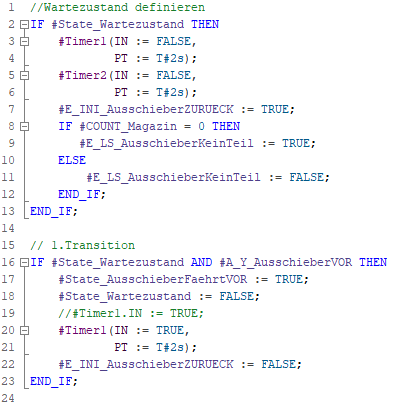 1 //Wartezustand definieren
2 IF #State_Wartezustand THEN
3 #Timer1(IN := FALSE,
4 PT := T#2s);
5 #Timer2(IN := FALSE,
6 PT := T#2s);
7 #E_INI_AusschieberZURUECK := TRUE;
8 IF #COUNT_Magazin = 0 THEN
9 #E_LS_AusschieberKeinTeil := TRUE;
10 ELSE
11 #E_LS_AusschieberKeinTeil := FALSE;
12 END_IF;
13 END_IF;
14
15 // 1.Transition
16 IF #State_Wartezustand AND #A_Y_AusschieberVOR THEN
17 #State_AusschieberFaehrtVOR := TRUE;
18 #State_Wartezustand := FALSE;
19 //#Timer1.IN := TRUE;
20 #Timer1(IN := TRUE,
21 PT := T#2s);
22 #E_INI_AusschieberZURUECK := FALSE;
23 END_IF;
24